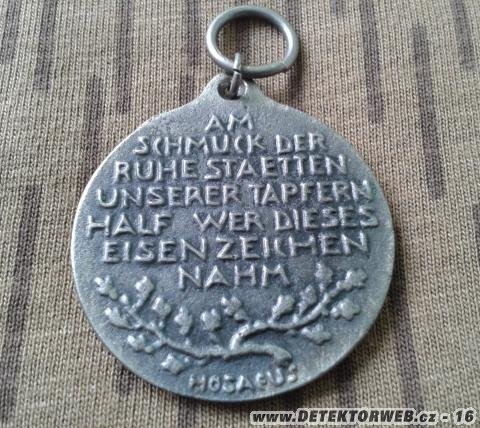 AM
SCHMUCK DER
RUHESTAETTEN
UNSERER TAPFERN
HALF WER DIESES
EISENZEICHEN
NAHM
HOSAEUS
www.DETEKTORWEB.cz - 16